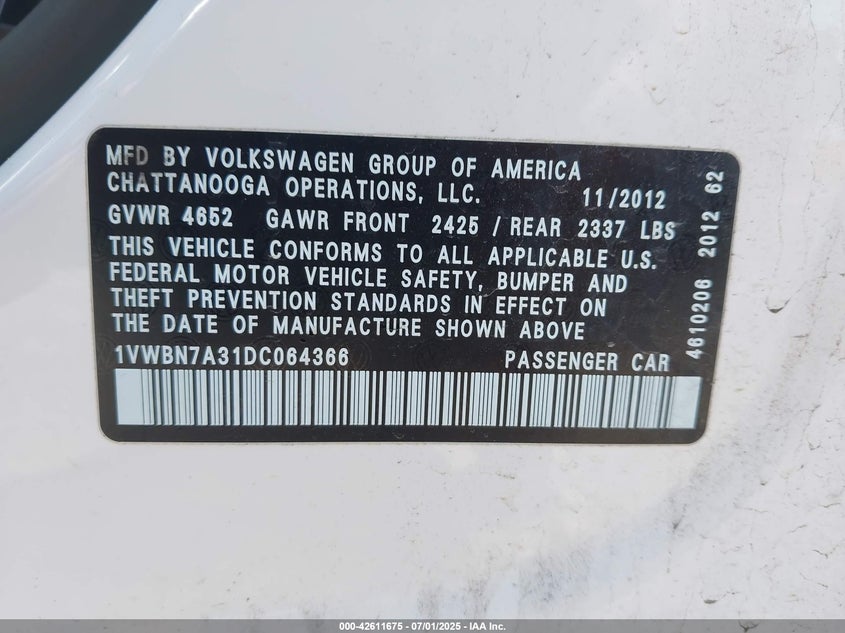 MFD BY VOLKSWAGEN GROUP OF AMERICA
CHATTANOOGA OPERATIONS, LLC. 11/2012
GVWR 4652 GAWR FRONT 2425 / REAR 2337 LBS
THIS VEHICLE CONFORMS TO ALL APPLICABLE U.S.
FEDERAL MOTOR VEHICLE SAFETY, BUMPER AND
THEFT PREVENTION STANDARDS IN EFFECT ON
THE DATE OF MANUFACTURE SHOWN ABOVE
1VWBN7A31DC064366 PASSENGER CAR
4610206 2012 62
000-42611675 - 07/01/2025 - IAA Inc.